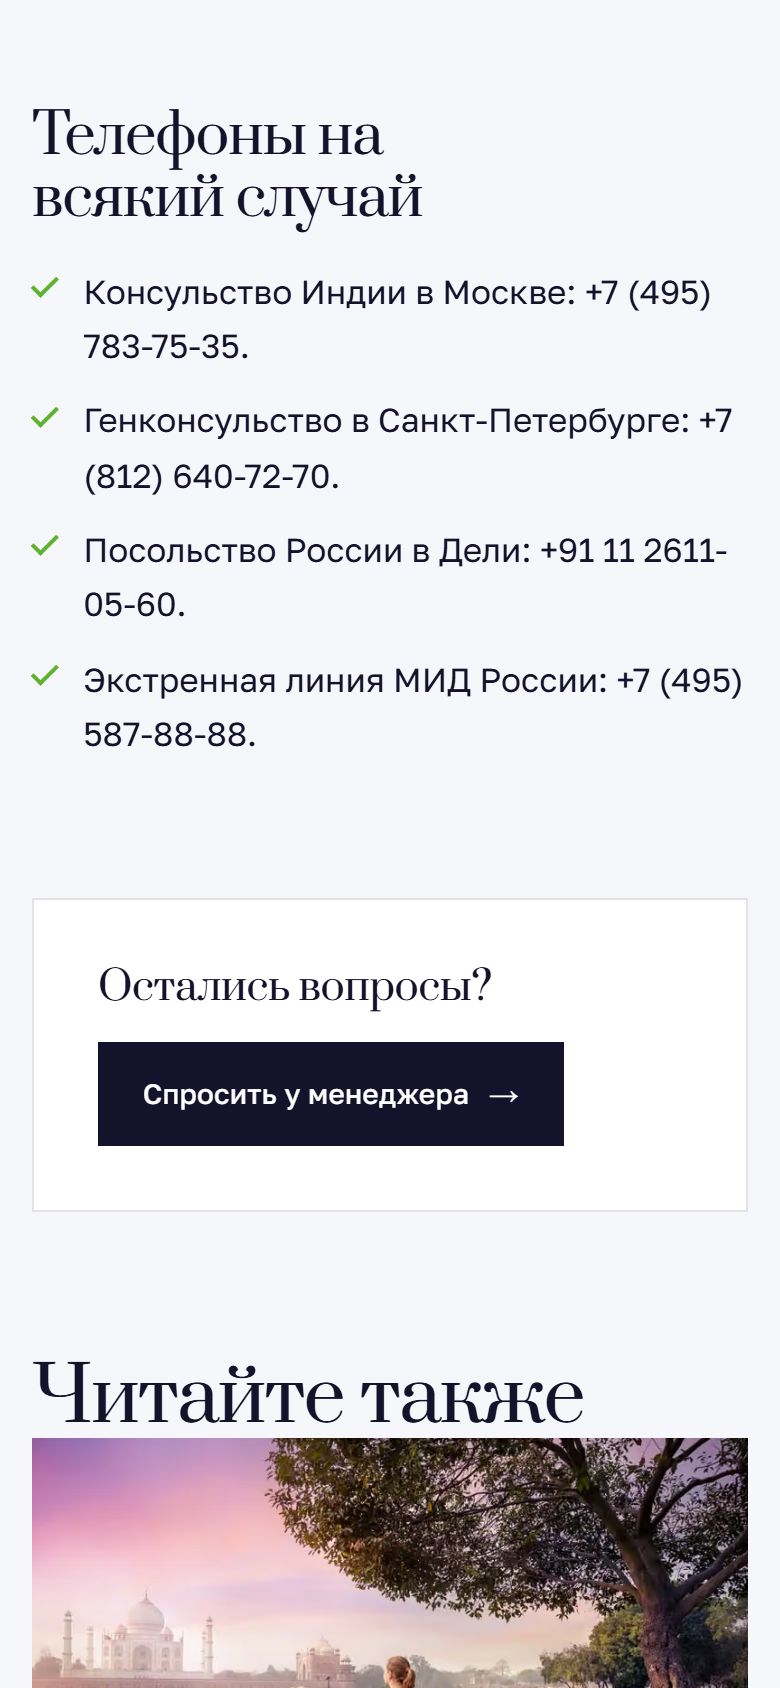 Телефоны на
всякий случай
Консульство Индии в Москве: +7 (495)
783-75-35.
Генконсульство в Санкт-Петербурге: +7
(812) 640-72-70.
Посольство России в Дели: +91 11 2611-
05-60.
Экстренная линия МИД России: +7 (495)
587-88-88.
Остались вопросы?
Спросить у менеджера →
Читайте также